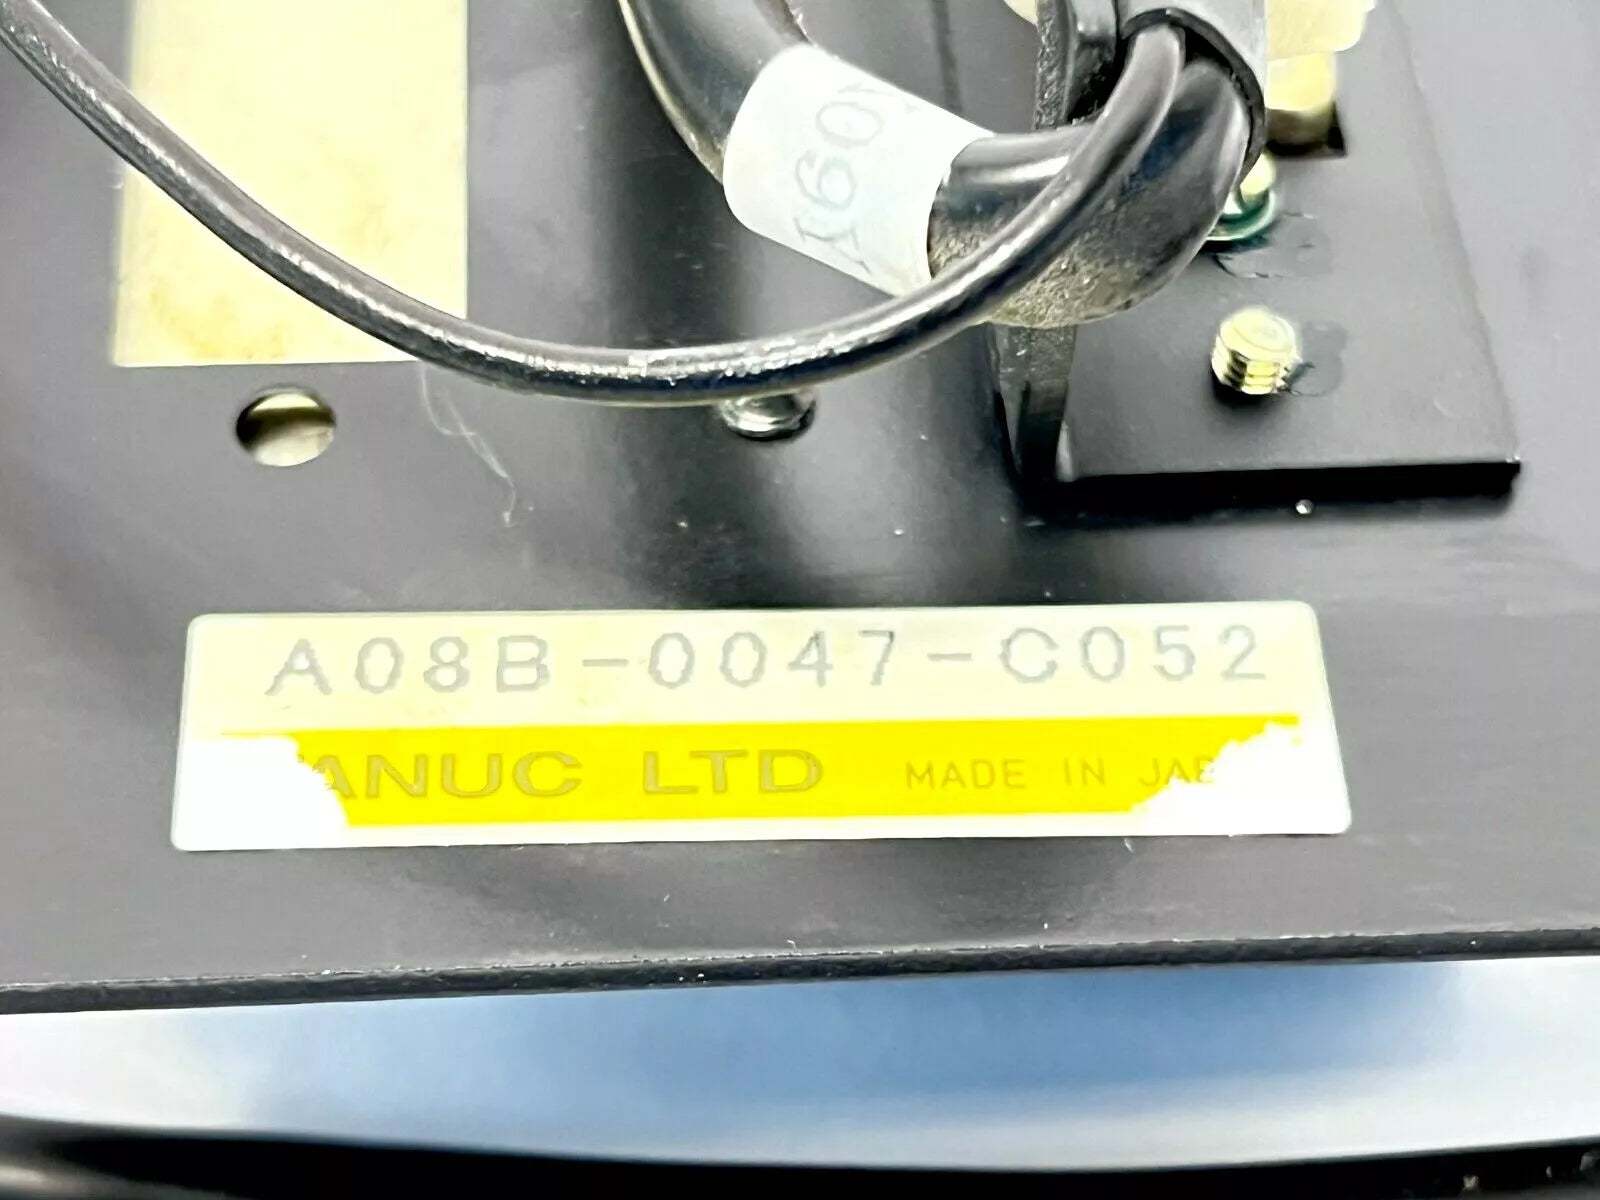 A08B-0047-C052
ANUC LTD MADE IN JA